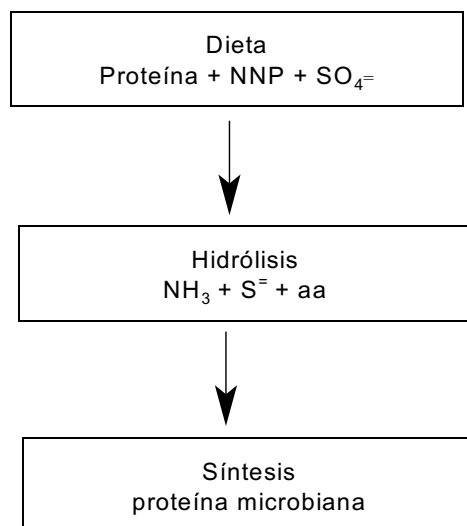 Dieta
Proteína + NNP + SO₄⁼
Hidrólisis
NH₃ + S⁼ + aa
Síntesis
proteína microbiana